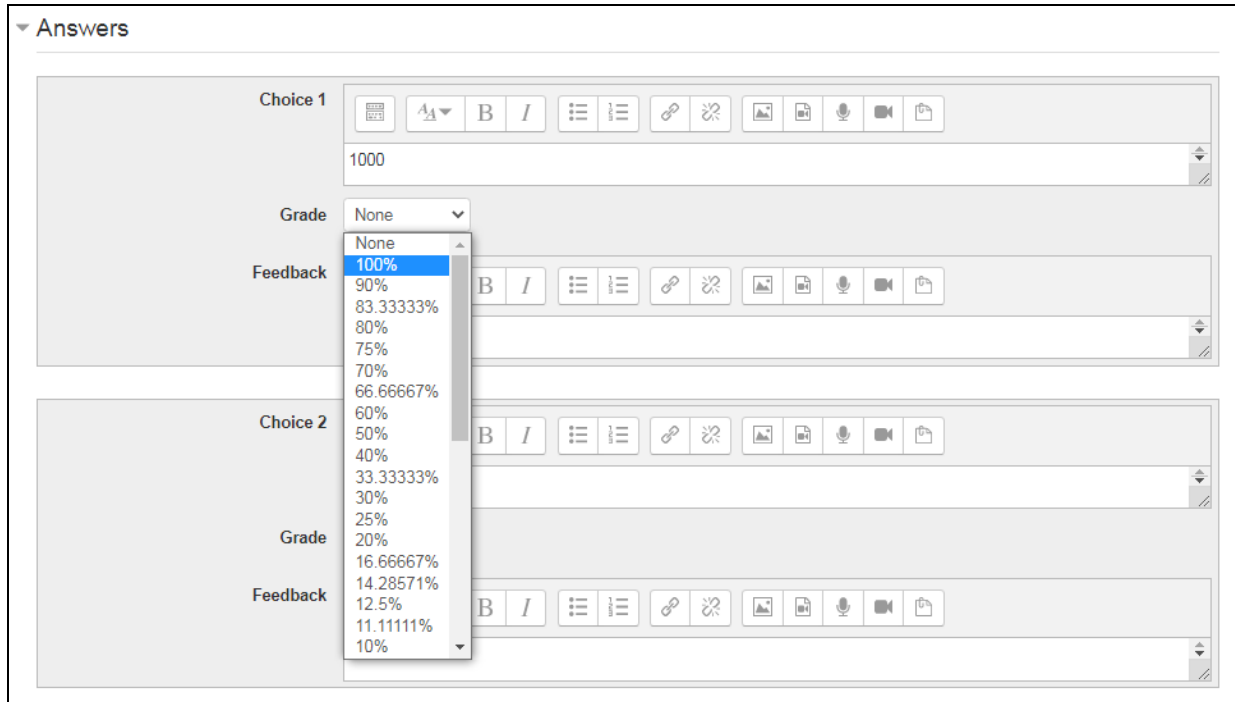 Answers
Choice 1
B I
1000
Grade None
None
100%
90%
83.33333%
80%
75%
70%
66.66667%
60%
50%
40%
33.33333%
30%
25%
20%
16.66667%
14.28571%
12.5%
11.11111%
10%
Feedback
B I
Choice 2
B I
Grade
Feedback
B I